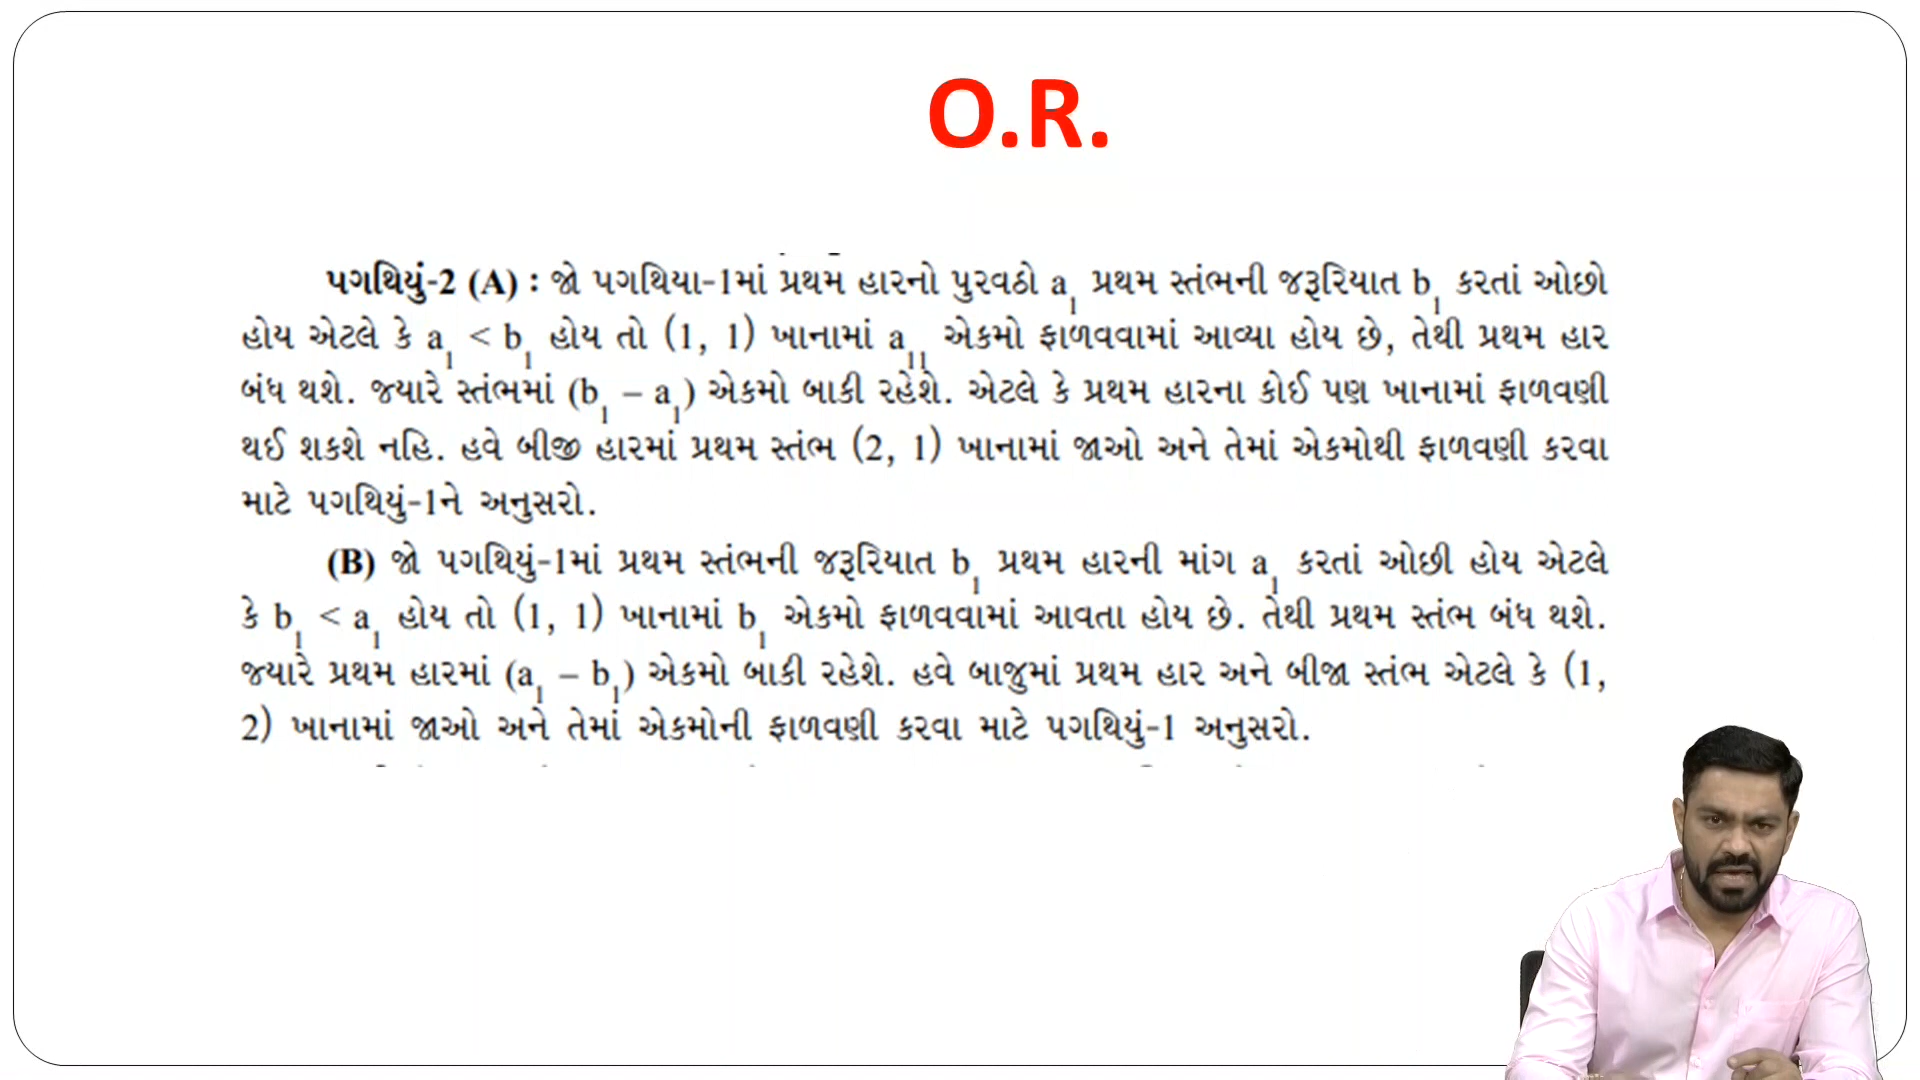 O.R.
પગથિયું-2 (A) : જો પગથિયા-1માં પ્રથમ હારનો પુરવઠો a₁ પ્રથમ સ્તંભની જરૂરિયાત b₁ કરતાં ઓછો
હોય એટલે કે a₁ < b₁ હોય તો (1, 1) ખાનામાં a₁₁ એકમો ફાળવવામાં આવ્યા હોય છે, તેથી પ્રથમ હાર
બંધ થશે. જ્યારે સ્તંભમાં (b₁ – a₁) એકમો બાકી રહેશે. એટલે કે પ્રથમ હારના કોઈ પણ ખાનામાં ફાળવણી
થઈ શકશે નહિ. હવે બીજી હારમાં પ્રથમ સ્તંભ (2, 1) ખાનામાં જાઓ અને તેમાં એકમોથી ફાળવણી કરવા
માટે પગથિયું-1ને અનુસરો.
(B) જો પગથિયું-1માં પ્રથમ સ્તંભની જરૂરિયાત b₁ પ્રથમ હારની માંગ a₁ કરતાં ઓછી હોય એટલે
કે b₁ < a₁ હોય તો (1, 1) ખાનામાં b₁ એકમો ફાળવવામાં આવતા હોય છે. તેથી પ્રથમ સ્તંભ બંધ થશે.
જ્યારે પ્રથમ હારમાં (a₁ – b₁) એકમો બાકી રહેશે. હવે બાજુમાં પ્રથમ હાર અને બીજા સ્તંભ એટલે કે (1,
2) ખાનામાં જાઓ અને તેમાં એકમોની ફાળવણી કરવા માટે પગથિયું-1 અનુસરો.